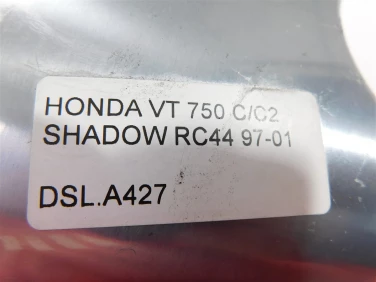 HONDA VT 750 C/C2
SHADOW RC44 97-01
DSL.A427